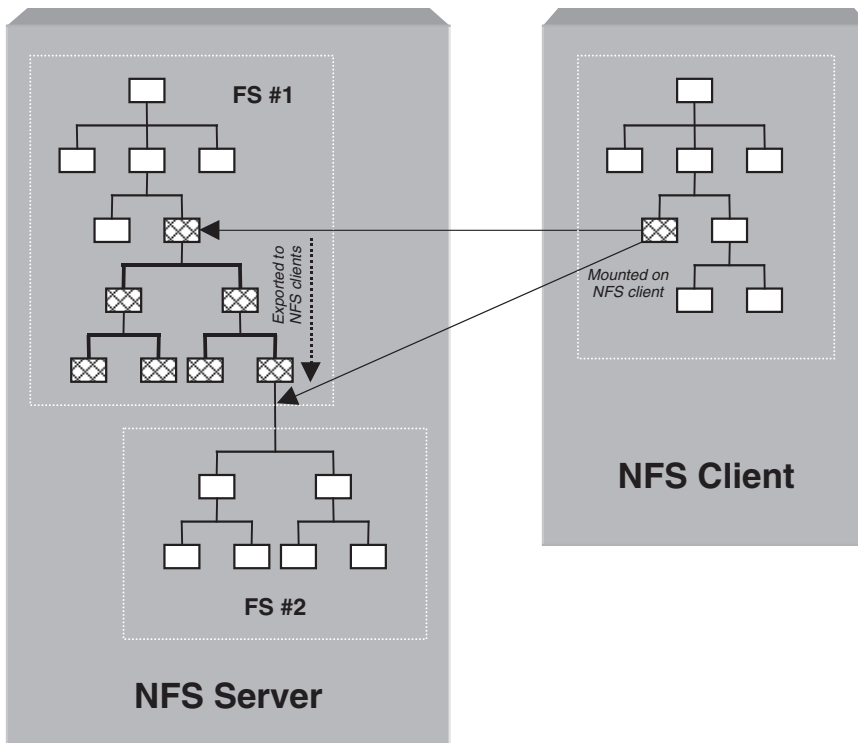 FS #1
Exported to
NFS clients
Mounted on
NFS client
FS #2
NFS Server
NFS Client